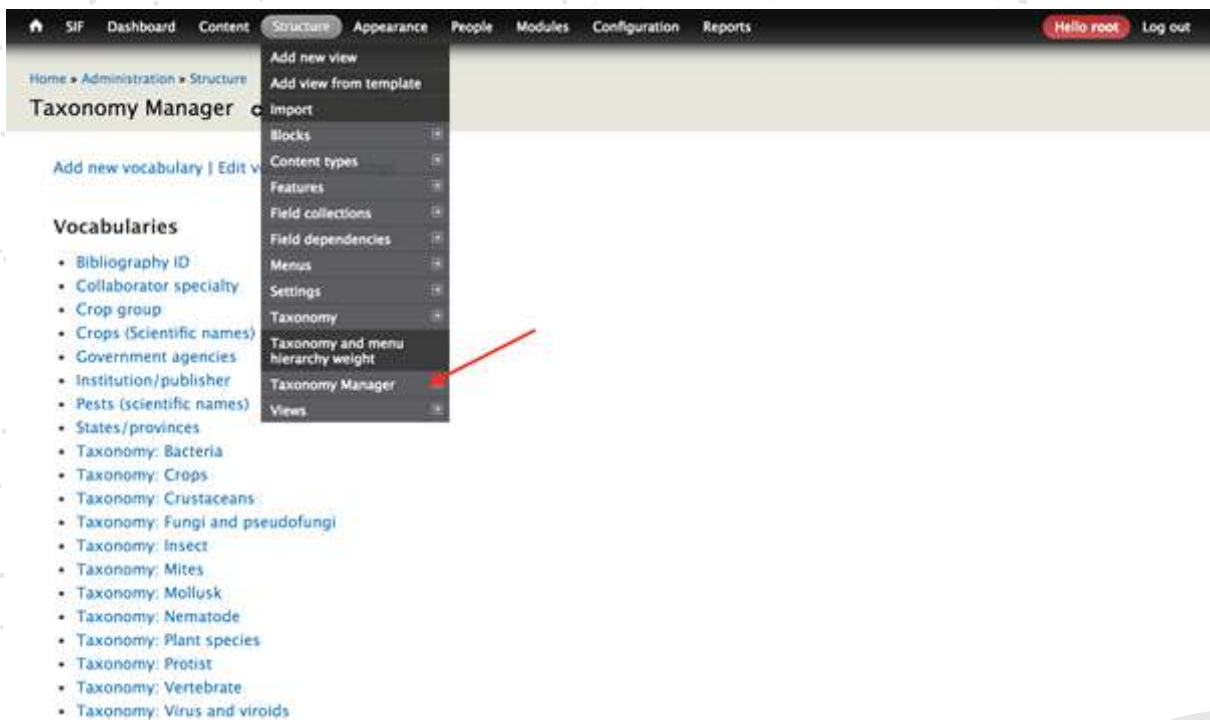 SIF Dashboard Content Structure Appearance People Modules Configuration Reports Hello root Log out
Add new view
Home » Administration » Structure
Add view from template
Taxonomy Manager
Import
Blocks
Add new vocabulary | Edit v
Content types
Features
Field collections
Field dependencies
Menus
Settings
Taxonomy
Taxonomy and menu
hierarchy weight
Taxonomy Manager
Views
Vocabularies
• Bibliography ID
• Collaborator specialty
• Crop group
• Crops (Scientific names)
• Government agencies
• Institution/publisher
• Pests (scientific names)
• States/provinces
• Taxonomy: Bacteria
• Taxonomy: Crops
• Taxonomy: Crustaceans
• Taxonomy: Fungi and pseudofungi
• Taxonomy: Insect
• Taxonomy: Mites
• Taxonomy: Mollusk
• Taxonomy: Nematode
• Taxonomy: Plant species
• Taxonomy: Protist
• Taxonomy: Vertebrate
• Taxonomy: Virus and viroids